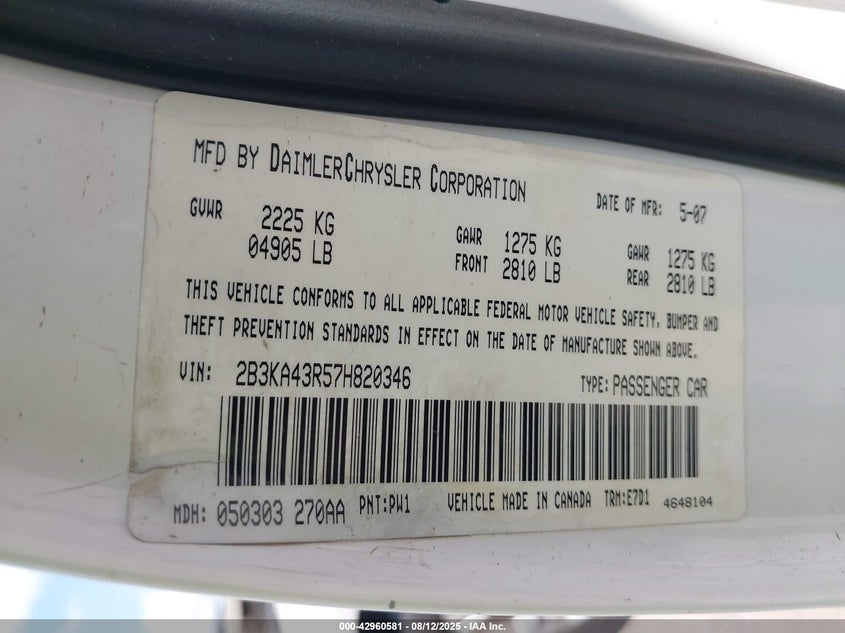 MFD BY DAIMLERCHRYSLER CORPORATION
DATE OF MFR: 5-07
GVWR 2225 KG
04905 LB
GAWR FRONT 1275 KG
2810 LB
GAWR REAR 1275 KG
2810 LB
THIS VEHICLE CONFORMS TO ALL APPLICABLE FEDERAL MOTOR VEHICLE SAFETY, BUMPER AND
THEFT PREVENTION STANDARDS IN EFFECT ON THE DATE OF MANUFACTURE SHOWN ABOVE.
VIN: 2B3KA43R57H820346 TYPE: PASSENGER CAR
MDH: 050303 270AA PNT:PW1 VEHICLE MADE IN CANADA TRM:E7D1 4648104
000-42960581 - 08/12/2025 - IAA Inc.